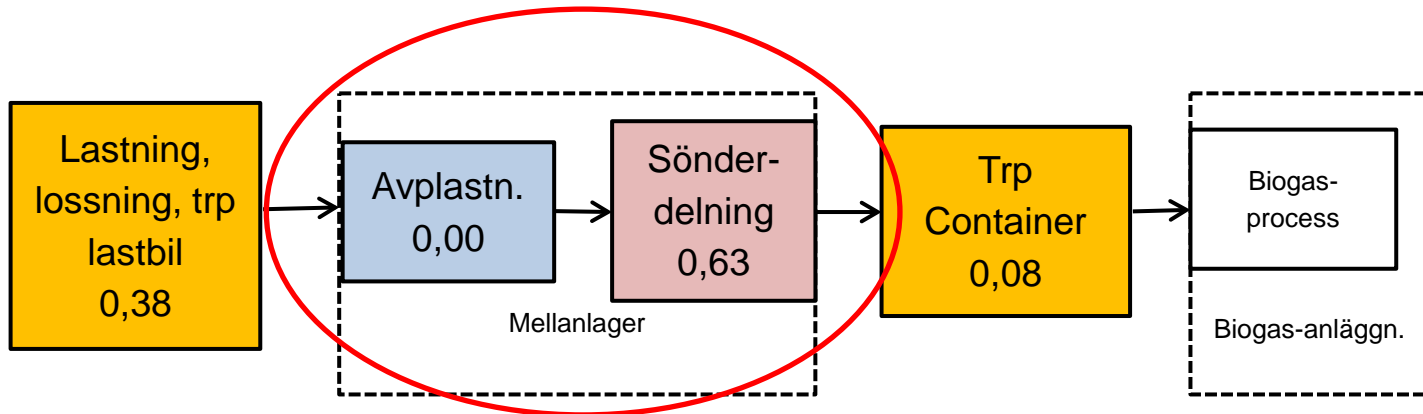 Lastning,
lossning, trp
lastbil
0,38
Avplastn.
0,00
Sönder-
delning
0,63
Mellanlager
Trp
Container
0,08
Biogas-
process
Biogas-anläggn.